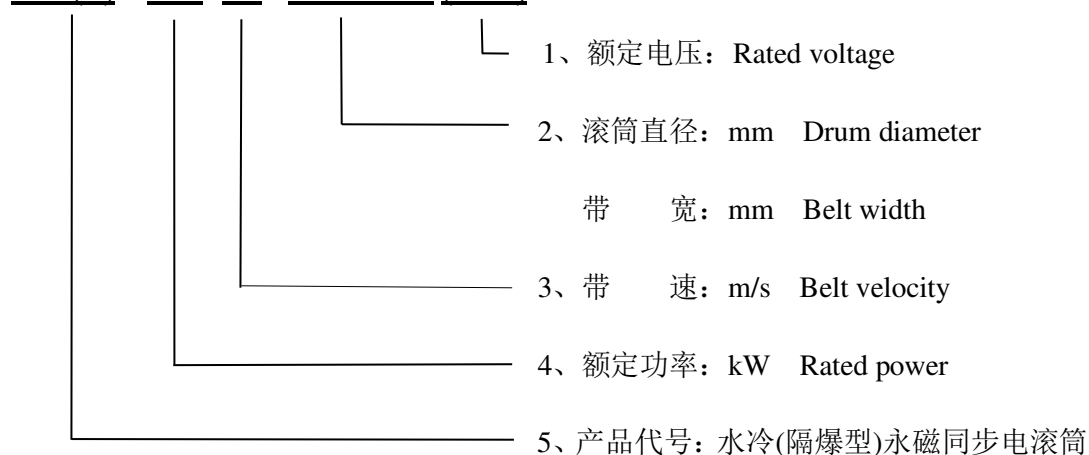 1、额定电压：Rated voltage
2、滚筒直径：mm Drum diameter
带 宽：mm Belt width
3、带 速：m/s Belt velocity
4、额定功率：kW Rated power
5、产品代号：水冷(隔爆型)永磁同步电滚筒